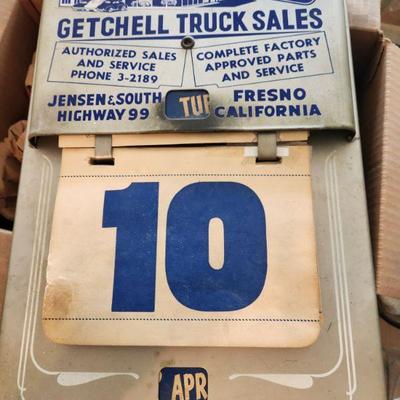 GETCHELL TRUCK SALES
AUTHORIZED SALES
AND SERVICE
PHONE 3-2189
COMPLETE FACTORY
APPROVED PARTS
AND SERVICE
JENSEN & SOUTH
HIGHWAY 99
TUE
FRESNO
CALIFORNIA
10
APR